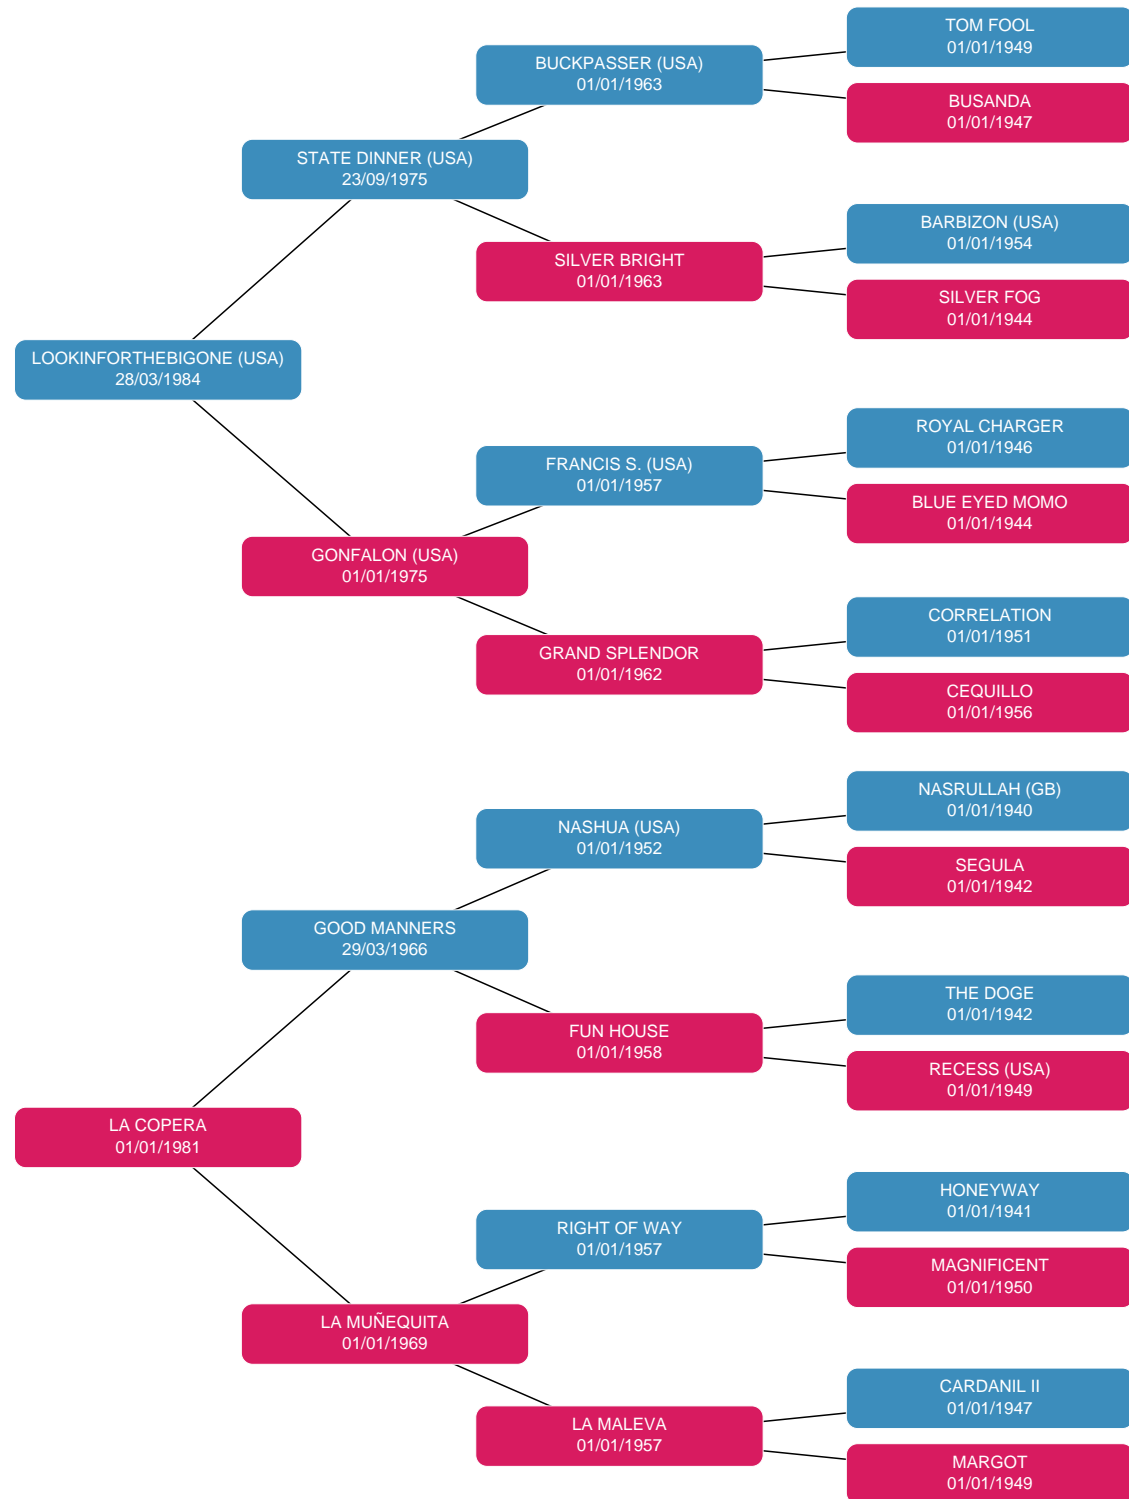 TOM FOOL
01/01/1949
BUCKPASSER (USA)
01/01/1963
BUSANDA
01/01/1947
STATE DINNER (USA)
23/09/1975
BARBIZON (USA)
01/01/1954
SILVER BRIGHT
01/01/1963
SILVER FOG
01/01/1944
LOOKINFORTHEBIGONE (USA)
28/03/1984
ROYAL CHARGER
01/01/1946
FRANCIS S. (USA)
01/01/1957
BLUE EYED MOMO
01/01/1944
GONFALON (USA)
01/01/1975
CORRELATION
01/01/1951
GRAND SPLENDOR
01/01/1962
CEQUILLO
01/01/1956
NASRULLAH (GB)
01/01/1940
NASHUA (USA)
01/01/1952
SEGULA
01/01/1942
GOOD MANNERS
29/03/1966
THE DOGE
01/01/1942
FUN HOUSE
01/01/1958
RECESS (USA)
01/01/1949
LA COPERA
01/01/1981
HONEYWAY
01/01/1941
RIGHT OF WAY
01/01/1957
MAGNIFICENT
01/01/1950
LA MUÑEQUITA
01/01/1969
CARDANIL II
01/01/1947
LA MALEVA
01/01/1957
MARGOT
01/01/1949